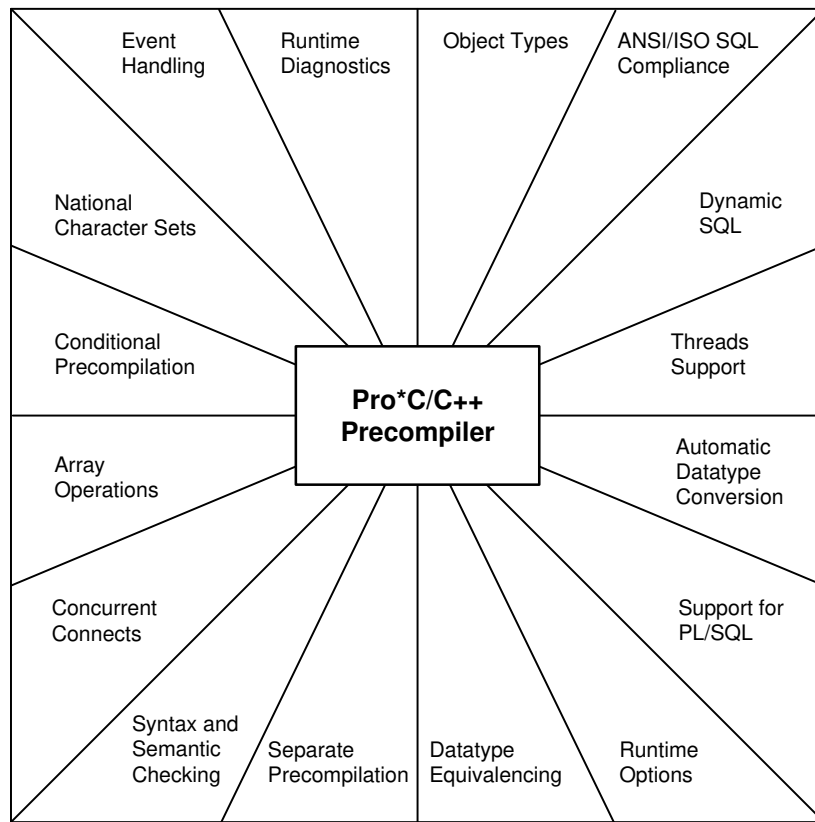 Event
Handling
Runtime
Diagnostics
Object Types
ANSI/ISO SQL
Compliance
National
Character Sets
Dynamic
SQL
Conditional
Precompilation
Threads
Support
Pro*C/C++
Precompiler
Array
Operations
Automatic
Datatype
Conversion
Concurrent
Connects
Support for
PL/SQL
Syntax and
Semantic
Checking
Separate
Precompilation
Datatype
Equivalencing
Runtime
Options